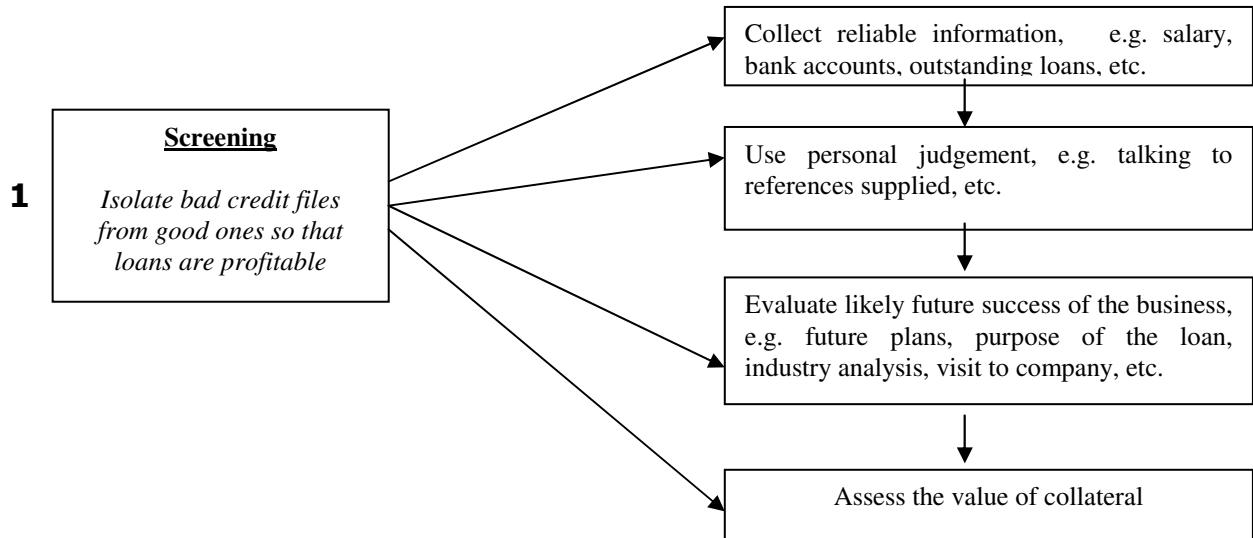 1
Screening
Isolate bad credit files
from good ones so that
loans are profitable
Collect reliable information, e.g. salary,
bank accounts, outstanding loans, etc.
Use personal judgement, e.g. talking to
references supplied, etc.
Evaluate likely future success of the business,
e.g. future plans, purpose of the loan,
industry analysis, visit to company, etc.
Assess the value of collateral